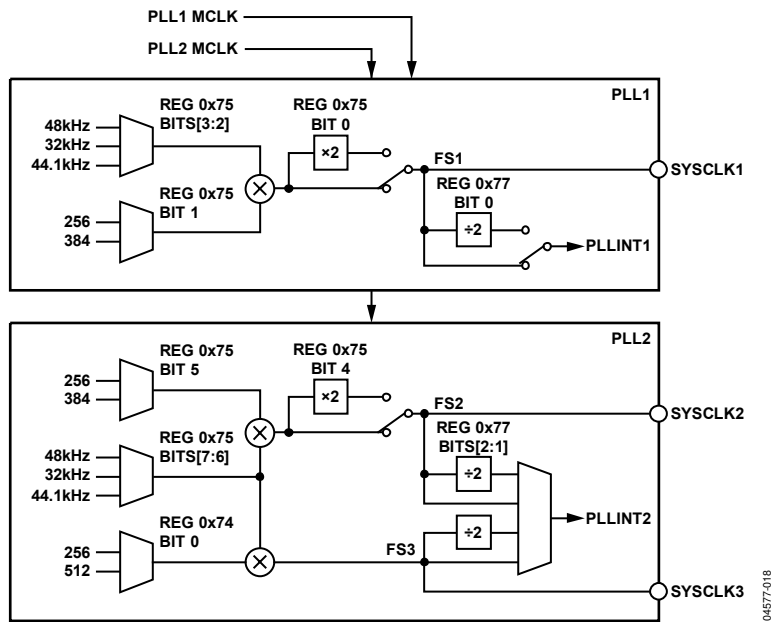 PLL1 MCLK
PLL2 MCLK
PLL1
REG 0x75
BITS[3:2]
48kHz
32kHz
44.1kHz
REG 0x75
BIT 0
×2
FS1
SYSCLK1
REG 0x75
BIT 1
256
384
×
REG 0x77
BIT 0
÷2
PLLINT1
PLL2
REG 0x75
BIT 5
256
384
REG 0x75
BIT 4
×2
×
FS2
SYSCLK2
REG 0x75
BITS[7:6]
48kHz
32kHz
44.1kHz
REG 0x77
BITS[2:1]
÷2
PLLINT2
÷2
REG 0x74
BIT 0
256
512
×
FS3
SYSCLK3
04577-018